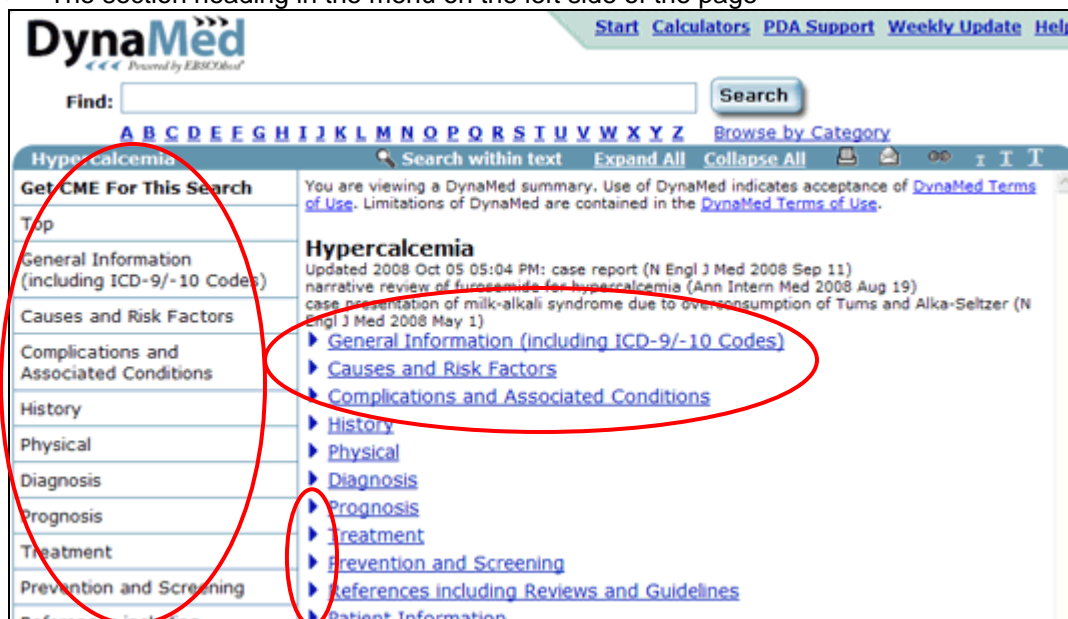 The section heading in the menu on the left side of the page
DynaMed
Powered by EBSCOhost
Start Calculators PDA Support Weekly Update Help
Find:
Search
A B C D E F G H I J K L M N O P Q R S T U V W X Y Z Browse by Category
Hypercalcemia
Search within text Expand All Collapse All
T T T
Get CME For This Search
Top
General Information
(including ICD-9/-10 Codes)
Causes and Risk Factors
Complications and
Associated Conditions
History
Physical
Diagnosis
Prognosis
Treatment
Prevention and Screening
References including
You are viewing a DynaMed summary. Use of DynaMed indicates acceptance of DynaMed Terms
of Use. Limitations of DynaMed are contained in the DynaMed Terms of Use.
Hypercalcemia
Updated 2008 Oct 05 05:04 PM: case report (N Engl J Med 2008 Sep 11)
narrative review of furosemide for hypercalcemia (Ann Intern Med 2008 Aug 19)
case presentation of milk-alkali syndrome due to overconsumption of Tums and Alka-Seltzer (N
Engl J Med 2008 May 1)
General Information (including ICD-9/-10 Codes)
Causes and Risk Factors
Complications and Associated Conditions
History
Physical
Diagnosis
Prognosis
Treatment
Prevention and Screening
References including Reviews and Guidelines
Patient Information